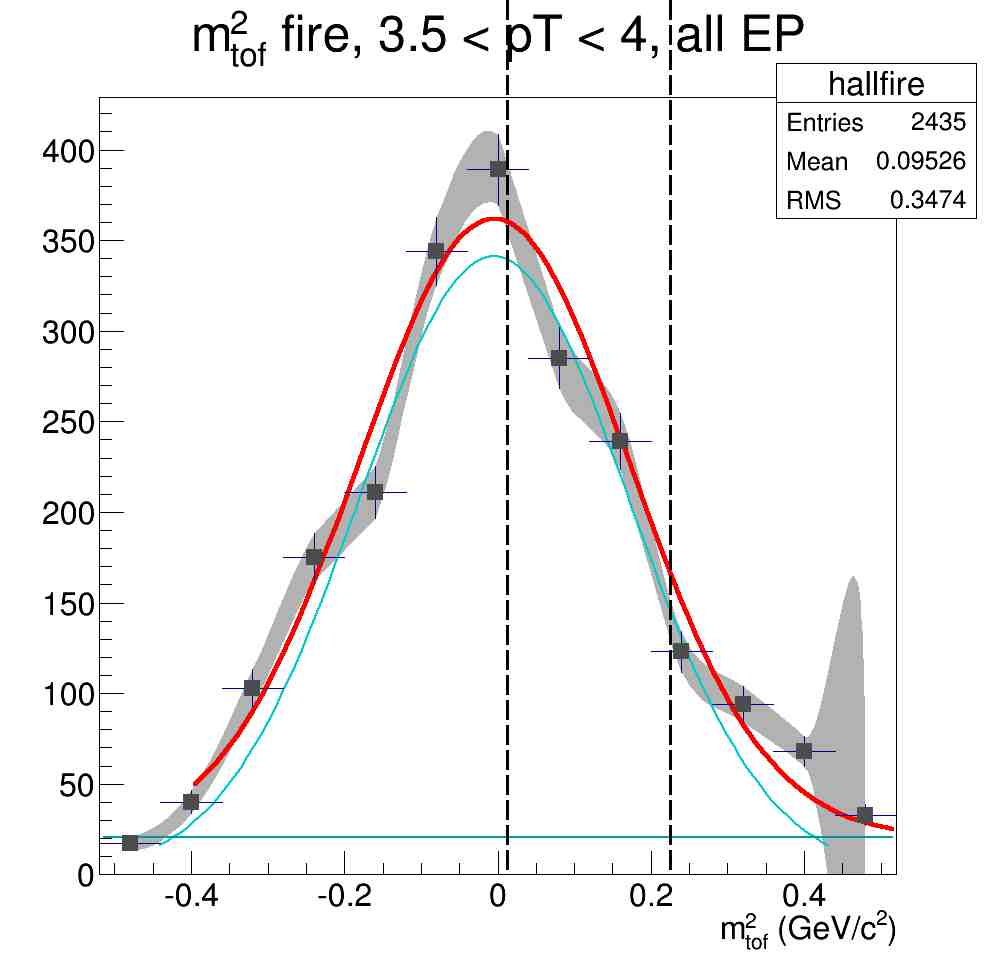 m²tof fire, 3.5 < pT < 4, all EP
hallfire
Entries 2435
Mean 0.09526
RMS 0.3474
400
350
300
250
200
150
100
50
0
-0.4 -0.2 0 0.2 0.4
m²tof (GeV/c²)